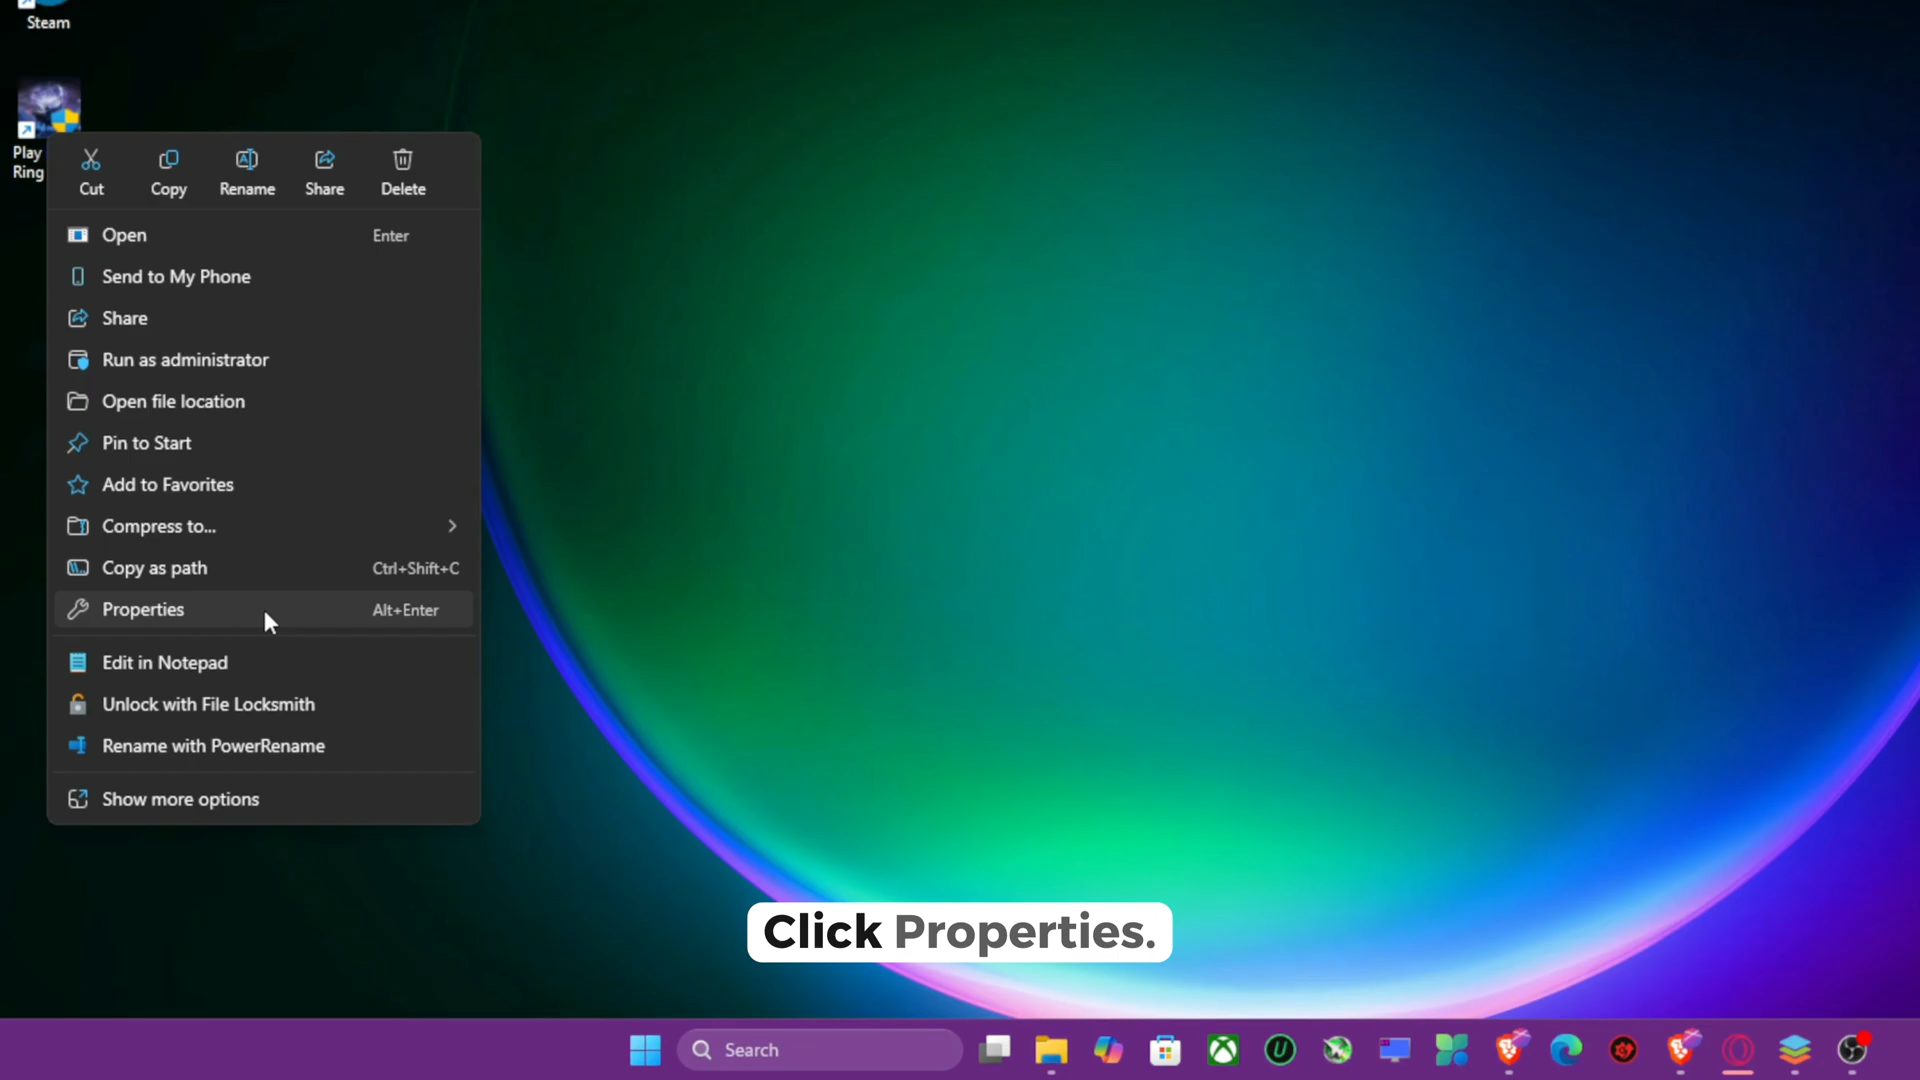 Steam
Play
Ring
Cut
Copy
Rename
Share
Delete
Open Enter
Send to My Phone
Share
Run as administrator
Open file location
Pin to Start
Add to Favorites
Compress to...
Copy as path Ctrl+Shift+C
Properties Alt+Enter
Edit in Notepad
Unlock with File Locksmith
Rename with PowerRename
Show more options
Click Properties.
Search